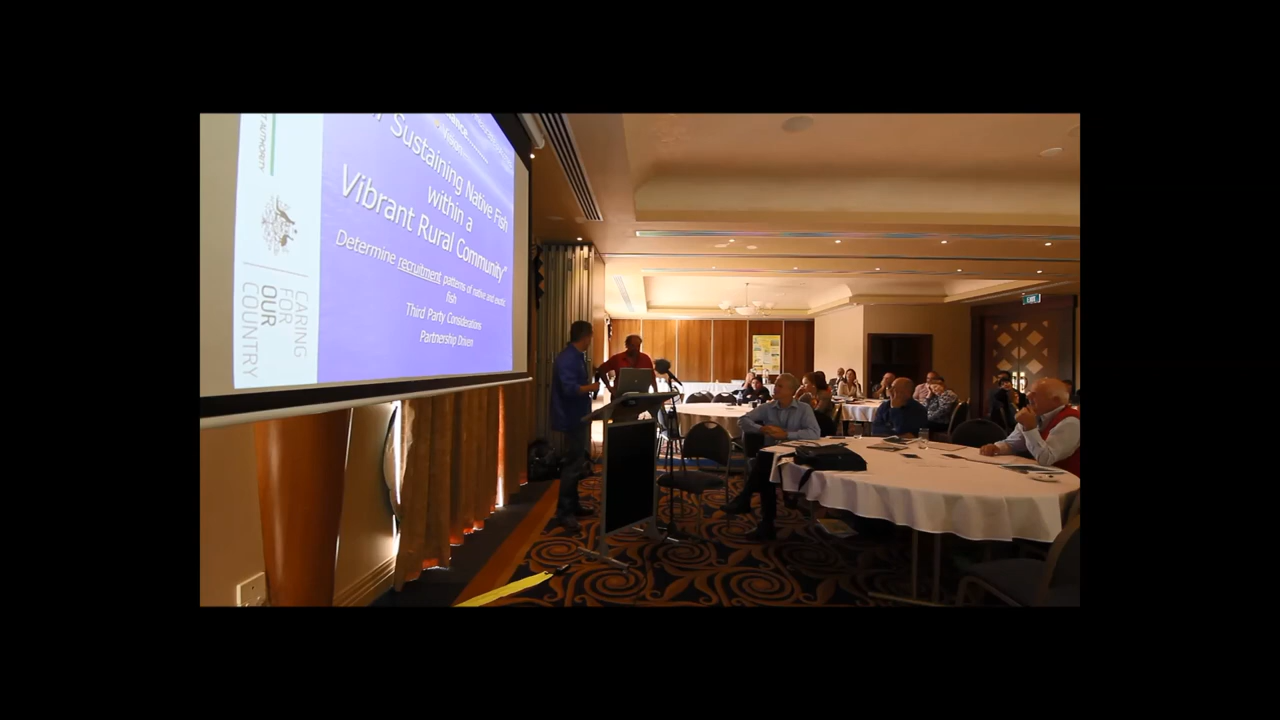 T AUTHORITY
CARING
FOR
OUR
COUNTRY
Sustaining Native Fish
within a
Vibrant Rural Community"
Determine recruitment patterns of native and exotic
fish
Third Party Considerations
Partnership Driven